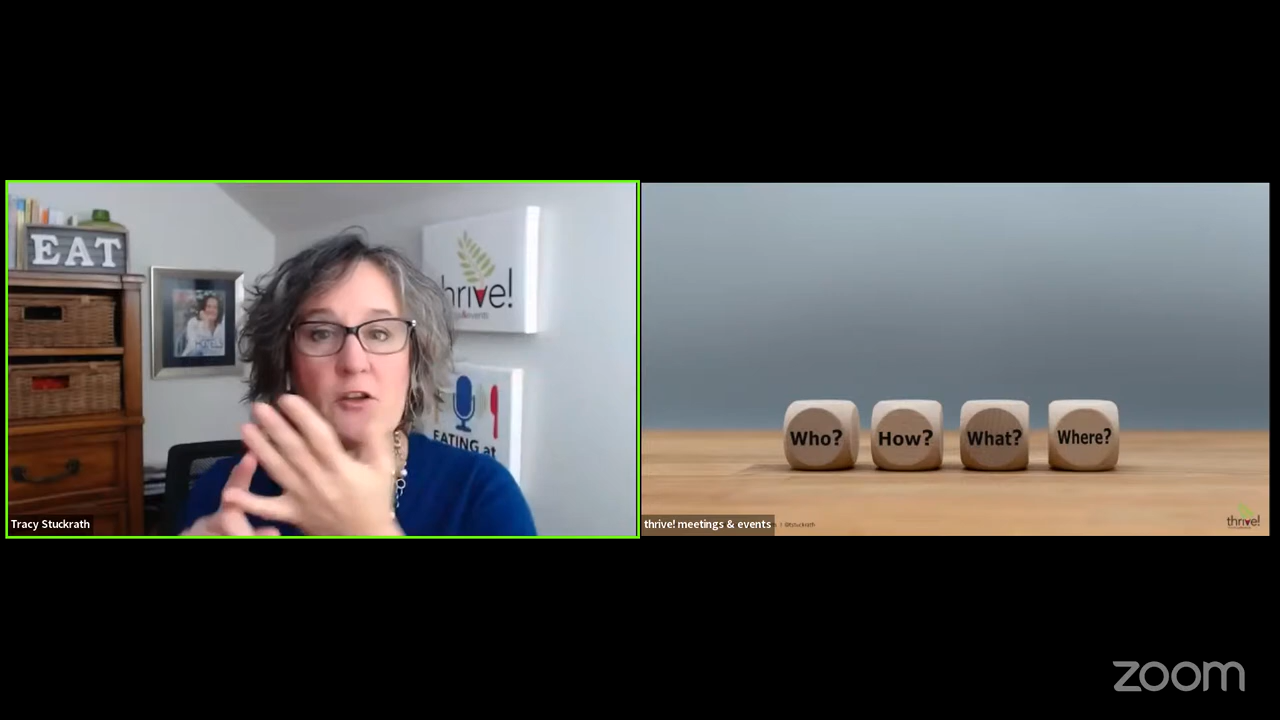 EAT
thrive!
EATING at
Tracy Stuckrath
Who?
How?
What?
Where?
thrive! meetings & events
thrive!
zoom